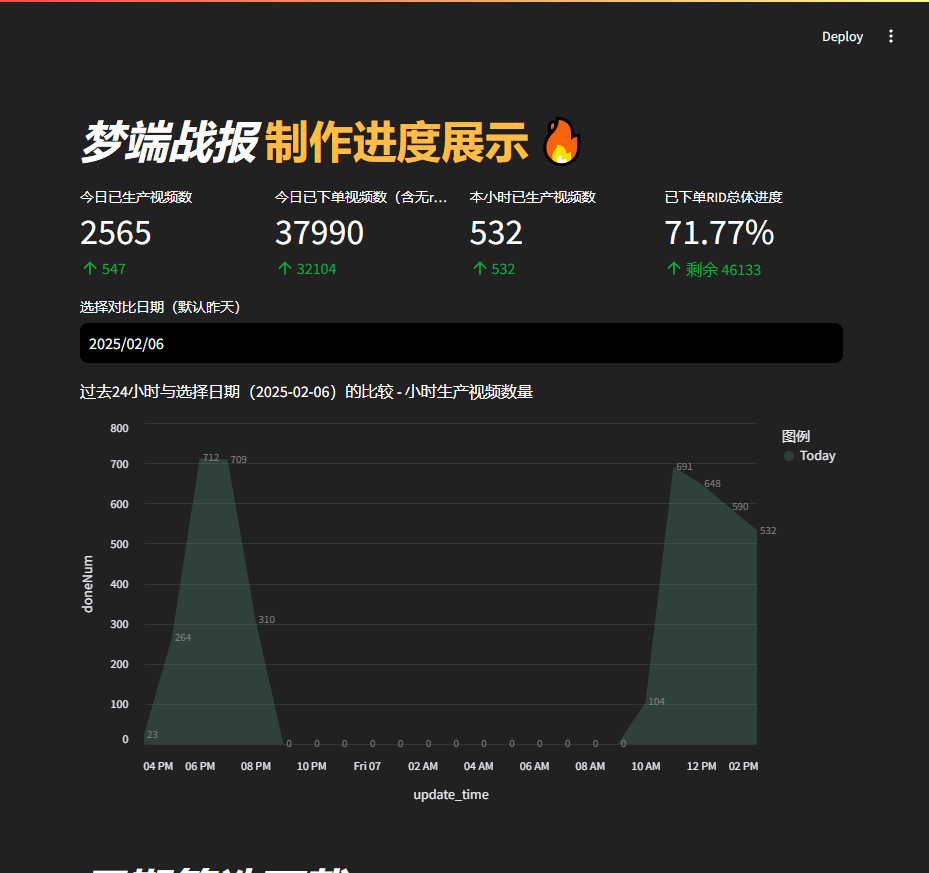 Deploy
梦端战报 制作进度展示
今日已生产视频数
2565
547
今日已下单视频数（含无r...
37990
32104
本小时已生产视频数
532
532
已下单RID总体进度
71.77%
剩余 46133
选择对比日期（默认昨天）
2025/02/06
过去24小时与选择日期（2025-02-06）的比较 - 小时生产视频数量
图例
Today
doneNum
800
700
600
500
400
300
200
100
0
23
264
712
709
310
0 0 0 0 0 0 0 0 0 0 0 0 0
104
691
648
590
532
04 PM 06 PM 08 PM 10 PM Fri 07 02 AM 04 AM 06 AM 08 AM 10 AM 12 PM 02 PM
update_time